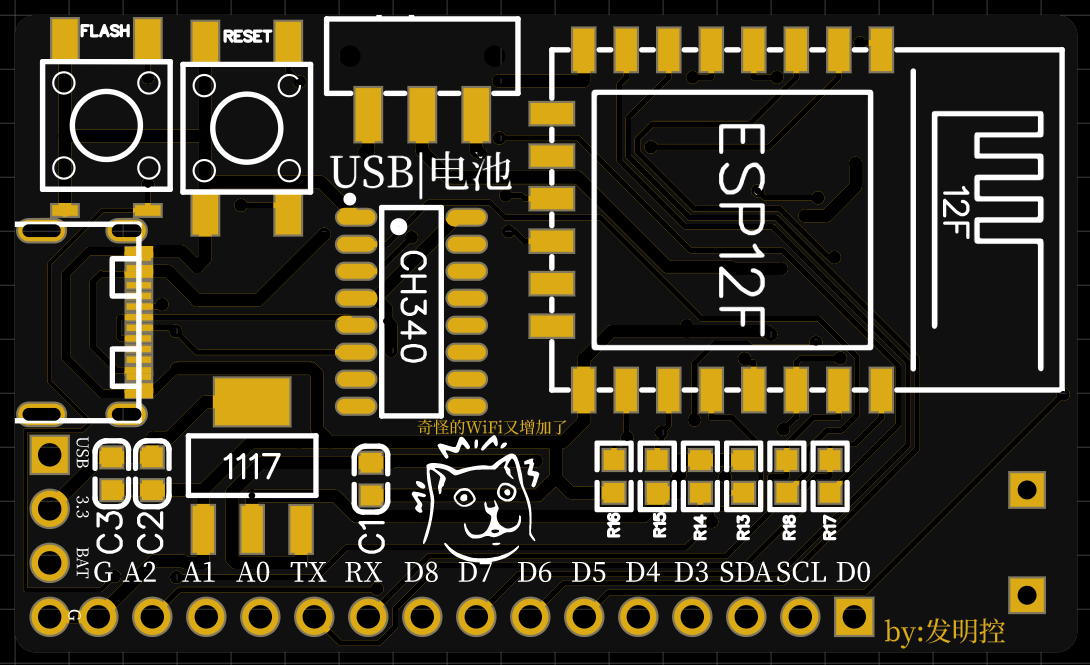 FLASH
RESET
USB|电池
ESP12F
12F
CH340
奇怪的WiFi又增加了
USB
3.3
BAT
G
C3
C2
1117
C1
R16
R15
R14
R13
R18
R17
G A2 A1 A0 TX RX D8 D7 D6 D5 D4 D3 SDA SCL D0
by:发明控